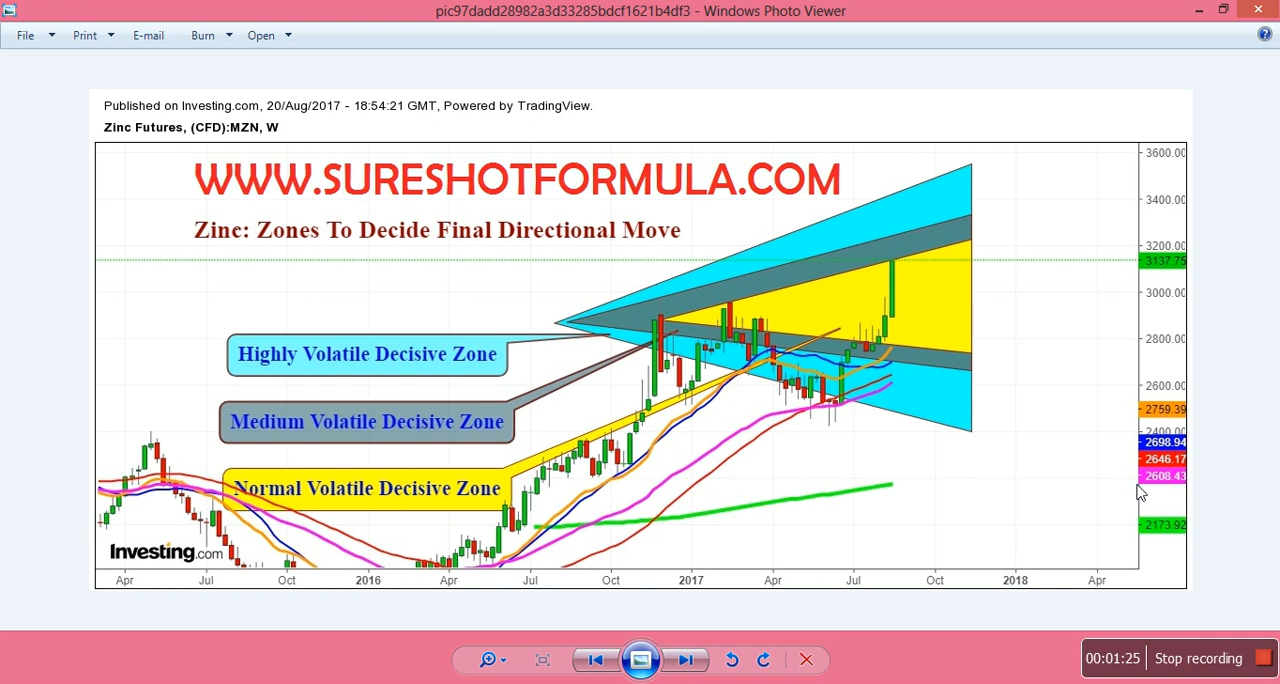 pic97dadd28982a3d33285bdcf1621b4df3 - Windows Photo Viewer
File Print E-mail Burn Open
Published on Investing.com, 20/Aug/2017 - 18:54:21 GMT, Powered by TradingView.
Zinc Futures, (CFD):MZN, W
WWW.SURESHOTFORMULA.COM
Zinc: Zones To Decide Final Directional Move
Highly Volatile Decisive Zone
Medium Volatile Decisive Zone
Normal Volatile Decisive Zone
Investing.com
3600.00
3400.00
3200.00
3137.75
3000.00
2800.00
2600.00
2759.39
2400.00
2698.94
2646.17
2608.43
2173.92
Apr Jul Oct 2016 Apr Jul Oct 2017 Apr Jul Oct 2018 Apr
00:01:25 Stop recording